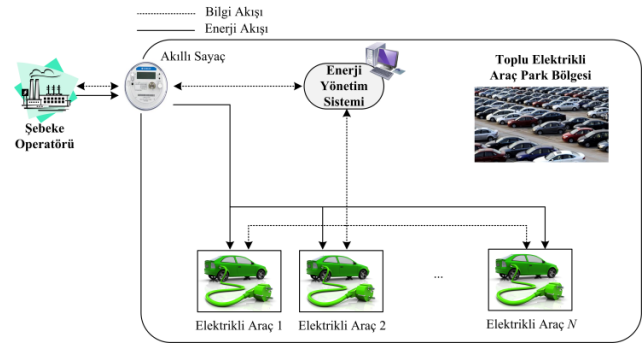 Bilgi Akışı
Enerji Akışı
Akıllı Sayaç
Enerji
Yönetim
Sistemi
Toplu Elektrikli
Araç Park Bölgesi
Şebeke
Operatörü
...
Elektrikli Araç 1
Elektrikli Araç 2
Elektrikli Araç N